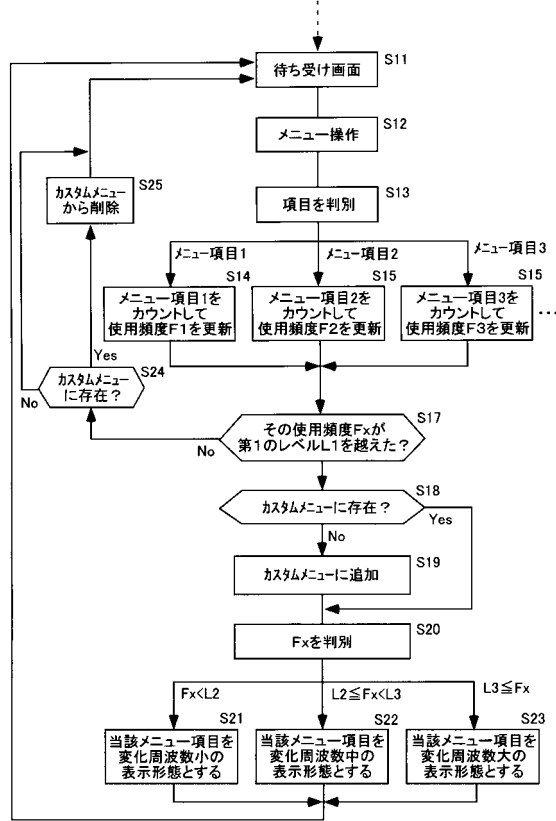 待ち受け画面
S11
メニュー操作
S12
項目を判別
S13
カスタムメニュー
から削除
S25
メニュー項目1
メニュー項目2
メニュー項目3
S14
S15
S15
メニュー項目1を
カウントして
使用頻度F1を更新
メニュー項目2を
カウントして
使用頻度F2を更新
メニュー項目3を
カウントして
使用頻度F3を更新
…
Yes
S24
カスタムメニュー
に存在？
No
S17
その使用頻度Fxが
第1のレベルL1を越えた？
No
S18
カスタムメニューに存在？
Yes
No
S19
カスタムメニューに追加
S20
Fxを判別
Fx<L2
L2≦Fx<L3
L3≦Fx
S21
S22
S23
当該メニュー項目を
変化周波数小の
表示形態とする
当該メニュー項目を
変化周波数中の
表示形態とする
当該メニュー項目を
変化周波数大の
表示形態とする